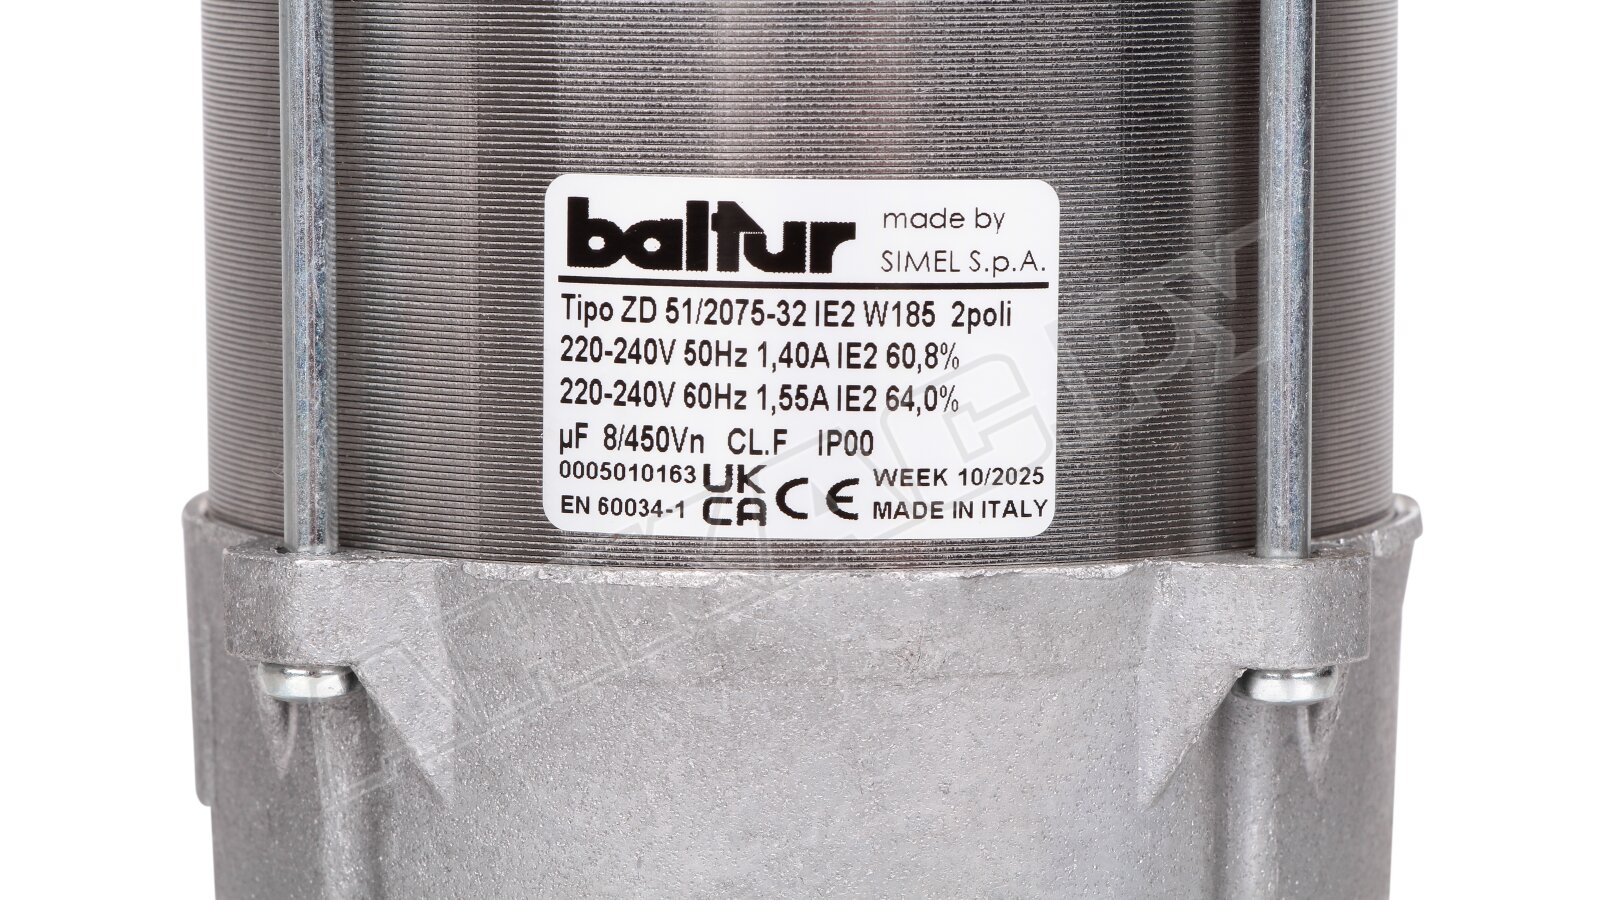 baltur made by
SIMEL S.p.A.
Tipo ZD 51/2075-32 IE2 W185 2poli
220-240V 50Hz 1,40A IE2 60,8%
220-240V 60Hz 1,55A IE2 64,0%
µF 8/450Vn CL.F IP00
0005010163 UK CA CE WEEK 10/2025
EN 60034-1 MADE IN ITALY